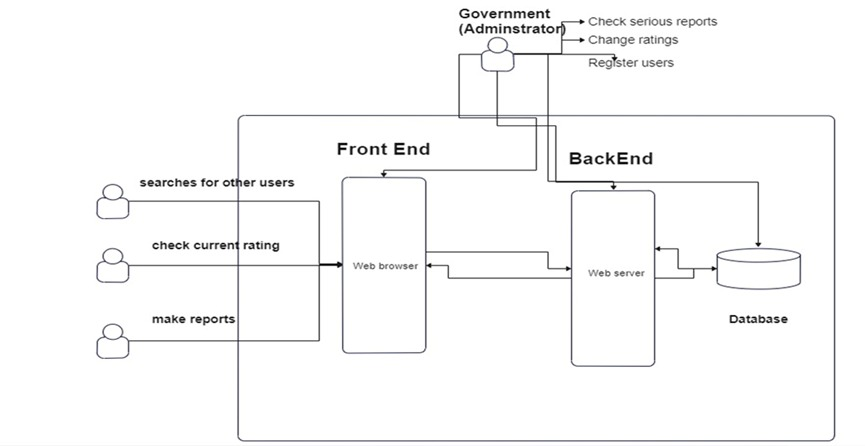 Government
(Adminstrator)
Check serious reports
Change ratings
Register users
Front End
BackEnd
searches for other users
check current rating
make reports
Web browser
Web server
Database